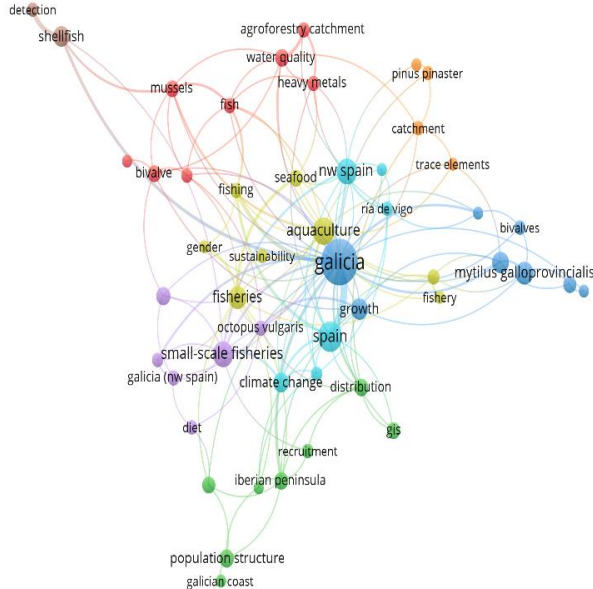 detection
shellfish
agroforestry catchment
water quality
pinus pinaster
mussels
heavy metals
fish
catchment
bivalve
nw spain
trace elements
seafood
fishing
ría de vigo
aquaculture
bivalves
gender
sustainability
galicia
mytilus galloprovincialis
fisheries
fishery
growth
octopus vulgaris
spain
small-scale fisheries
galicia (nw spain)
climate change
distribution
diet
gis
recruitment
iberian peninsula
population structure
galician coast